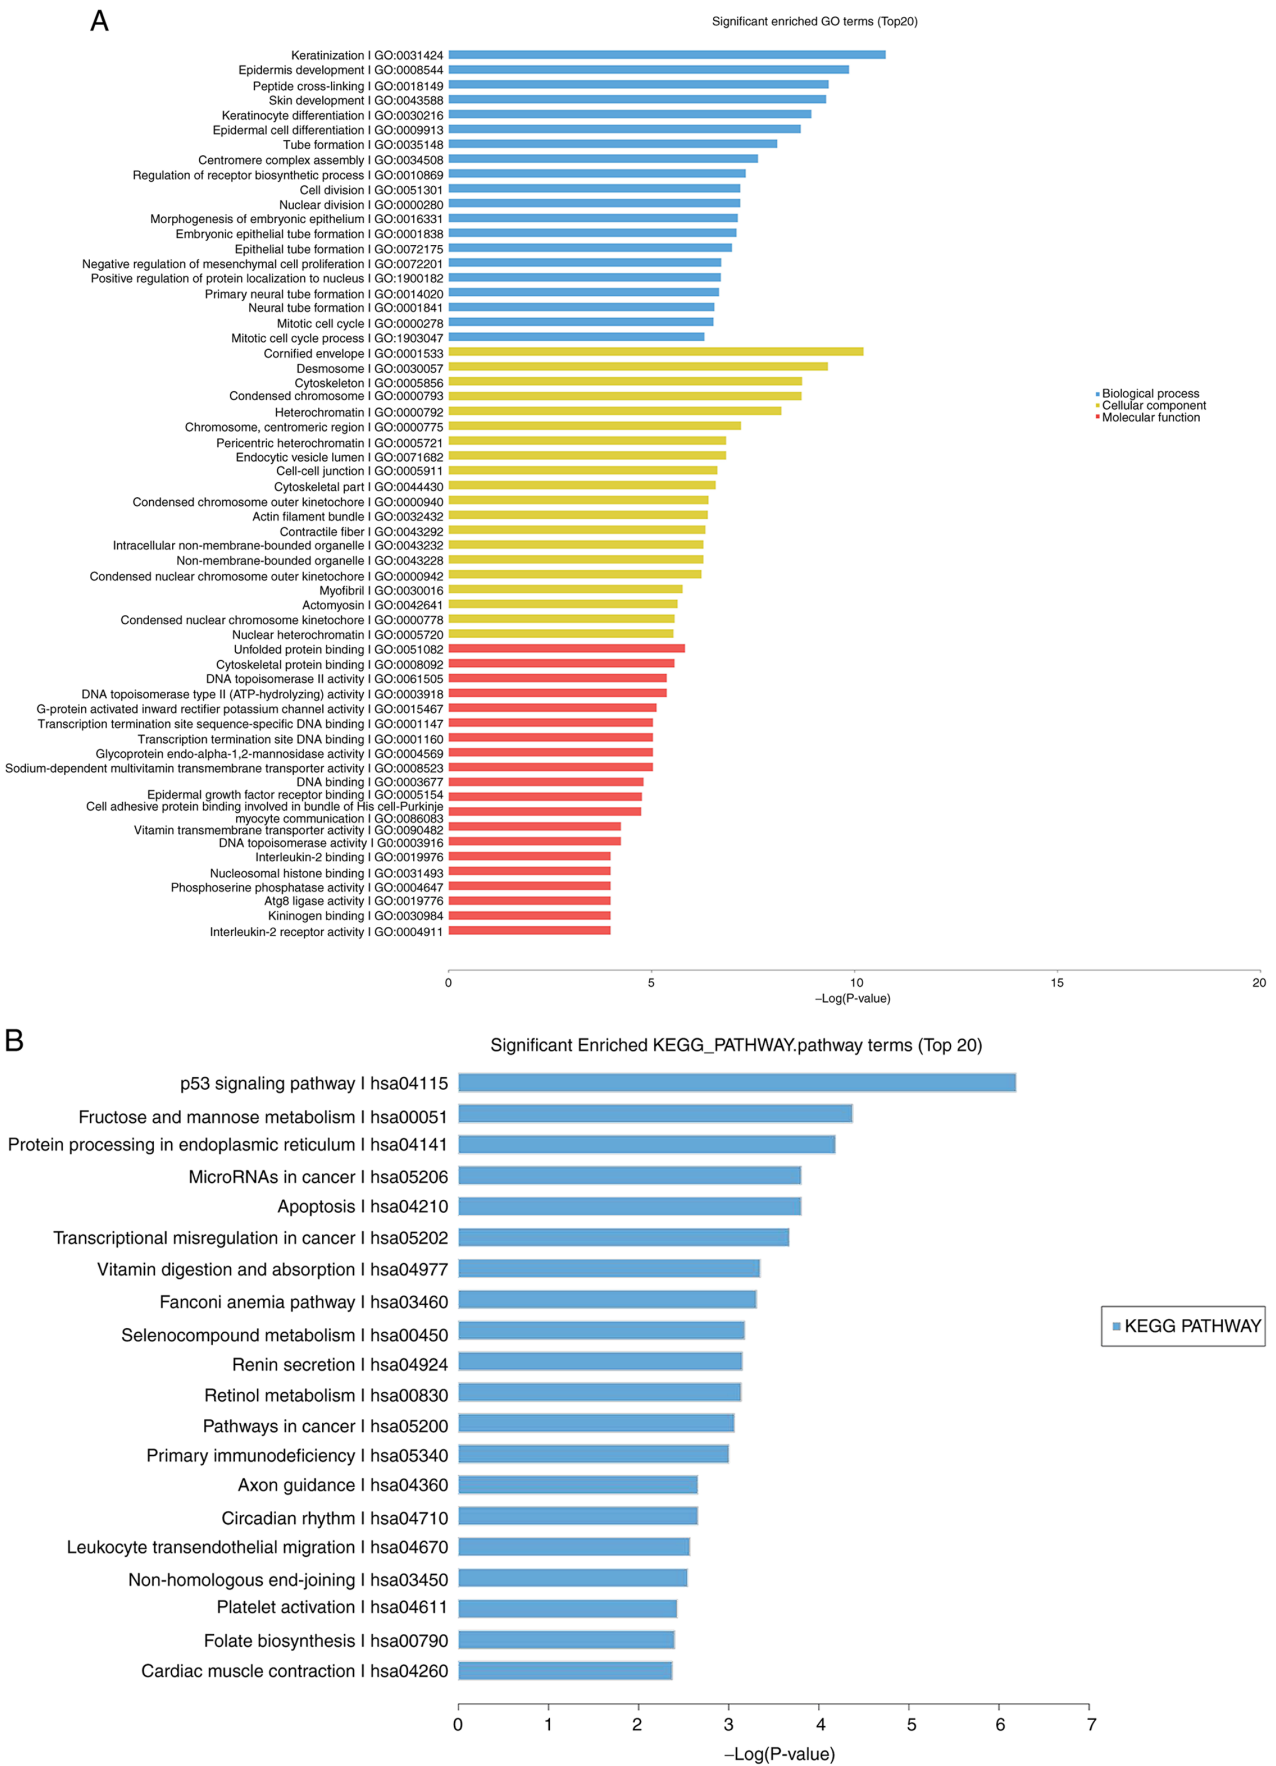 A
Significant enriched GO terms (Top20)
Keratinization I GO:0031424
Epidermis development I GO:0008544
Peptide cross-linking I GO:0018149
Skin development I GO:0043588
Keratinocyte differentiation I GO:0030216
Epidermal cell differentiation I GO:0009913
Tube formation I GO:0035148
Centromere complex assembly I GO:0034508
Regulation of receptor biosynthetic process I GO:0010869
Cell division I GO:0051301
Nuclear division I GO:0000280
Morphogenesis of embryonic epithelium I GO:0016331
Embryonic epithelial tube formation I GO:0001838
Epithelial tube formation I GO:0072175
Negative regulation of mesenchymal cell proliferation I GO:0072201
Positive regulation of protein localization to nucleus I GO:1900182
Primary neural tube formation I GO:0014020
Neural tube formation I GO:0001841
Mitotic cell cycle I GO:0000278
Mitotic cell cycle process I GO:1903047
Cornified envelope I GO:0001533
Desmosome I GO:0030057
Cytoskeleton I GO:0005856
Condensed chromosome I GO:0000793
Heterochromatin I GO:0000792
Chromosome, centromeric region I GO:0000775
Pericentric heterochromatin I GO:0005721
Endocytic vesicle lumen I GO:0071682
Cell-cell junction I GO:0005911
Cytoskeletal part I GO:0044430
Condensed chromosome outer kinetochore I GO:0000940
Actin filament bundle I GO:0032432
Contractile fiber I GO:0043292
Intracellular non-membrane-bounded organelle I GO:0043232
Non-membrane-bounded organelle I GO:0043228
Condensed nuclear chromosome outer kinetochore I GO:0000942
Myofibril I GO:0030016
Actomyosin I GO:0042641
Condensed nuclear chromosome kinetochore I GO:0000778
Nuclear heterochromatin I GO:0005720
Unfolded protein binding I GO:0051082
Cytoskeletal protein binding I GO:0008092
DNA topoisomerase II activity I GO:0061505
DNA topoisomerase type II (ATP-hydrolyzing) activity I GO:0003918
G-protein activated inward rectifier potassium channel activity I GO:0015467
Transcription termination site sequence-specific DNA binding I GO:0001147
Transcription termination site DNA binding I GO:0001160
Glycoprotein endo-alpha-1,2-mannosidase activity I GO:0004569
Sodium-dependent multivitamin transmembrane transporter activity I GO:0008523
DNA binding I GO:0003677
Epidermal growth factor receptor binding I GO:0005154
Cell adhesive protein binding involved in bundle of His cell-Purkinje
myocyte communication I GO:0086083
Vitamin transmembrane transporter activity I GO:0090482
DNA topoisomerase activity I G0:0003916
Interleukin-2 binding I GO:0019976
Nucleosomal histone binding I GO:0031493
Phosphoserine phosphatase activity I GO:0004647
Atg8 ligase activity I GO:0019776
Kininogen binding I GO:0030984
Interleukin-2 receptor activity I GO:0004911
Biological process
Cellular component
Molecular function
0 5 10 15 20
–Log(P-value)
B
Significant Enriched KEGG_PATHWAY.pathway terms (Top 20)
p53 signaling pathway I hsa04115
Fructose and mannose metabolism I hsa00051
Protein processing in endoplasmic reticulum I hsa04141
MicroRNAs in cancer I hsa05206
Apoptosis I hsa04210
Transcriptional misregulation in cancer I hsa05202
Vitamin digestion and absorption I hsa04977
Fanconi anemia pathway I hsa03460
Selenocompound metabolism I hsa00450
Renin secretion I hsa04924
Retinol metabolism I hsa00830
Pathways in cancer I hsa05200
Primary immunodeficiency I hsa05340
Axon guidance I hsa04360
Circadian rhythm I hsa04710
Leukocyte transendothelial migration I hsa04670
Non-homologous end-joining I hsa03450
Platelet activation I hsa04611
Folate biosynthesis I hsa00790
Cardiac muscle contraction I hsa04260
KEGG PATHWAY
0 1 2 3 4 5 6 7
–Log(P-value)